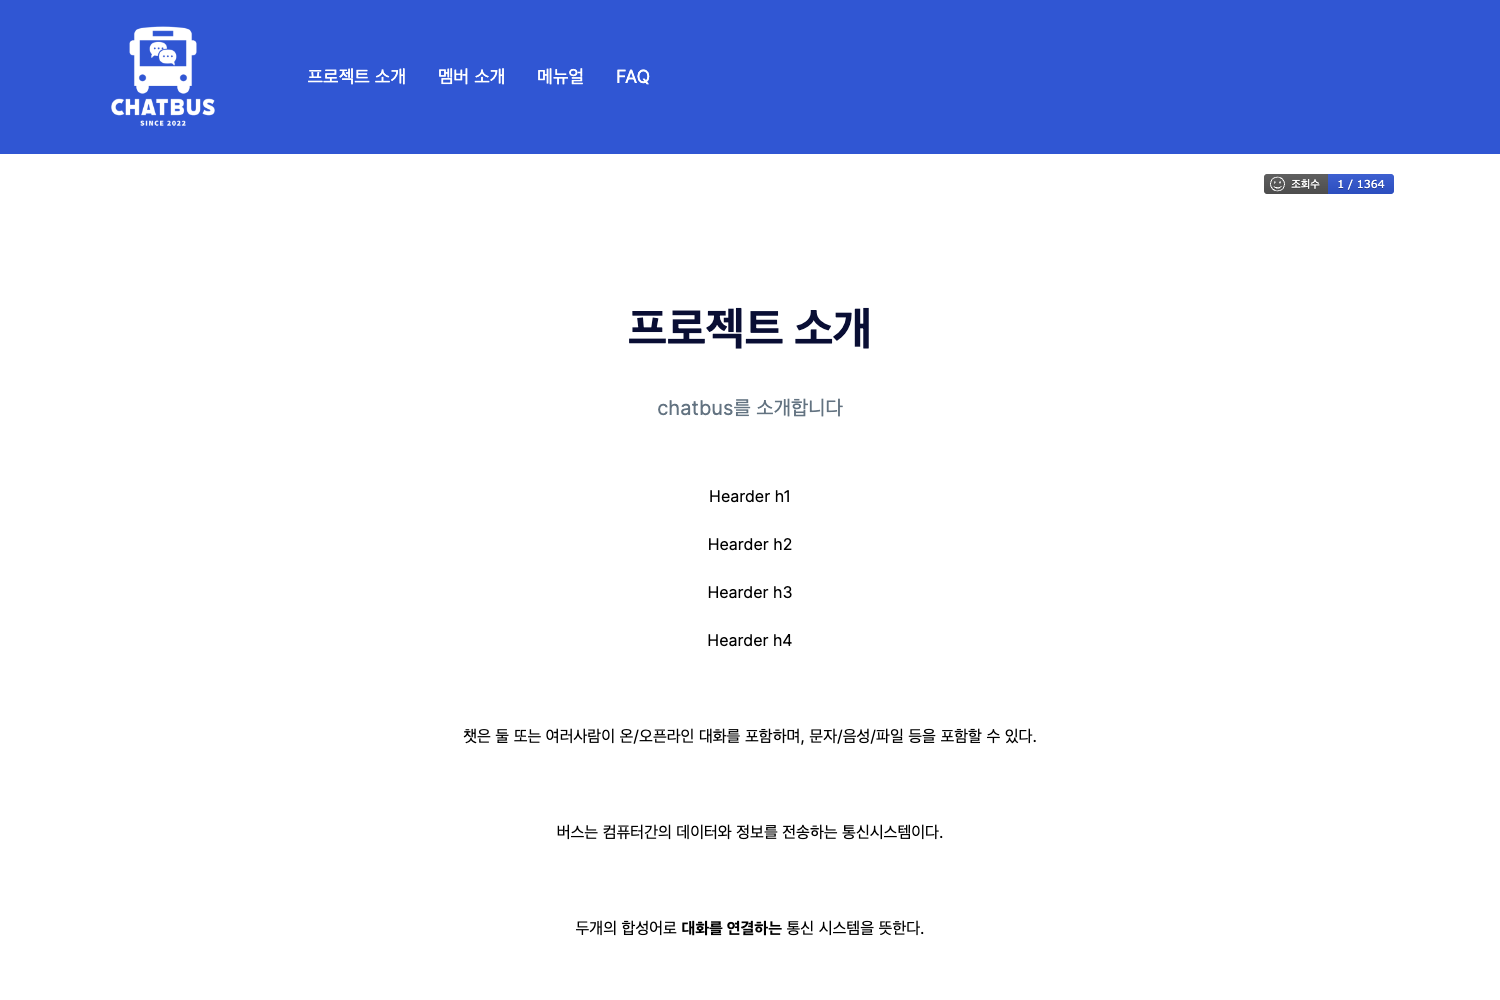 CHATBUS
SINCE 2022
프로젝트 소개
멤버 소개
메뉴얼
FAQ
조회수 1 / 1364
프로젝트 소개
chatbus를 소개합니다
Hearder h1
Hearder h2
Hearder h3
Hearder h4
챗은 둘 또는 여러사람이 온/오픈라인 대화를 포함하며, 문자/음성/파일 등을 포함할 수 있다.
버스는 컴퓨터간의 데이터와 정보를 전송하는 통신시스템이다.
두개의 합성어로 대화를 연결하는 통신 시스템을 뜻한다.